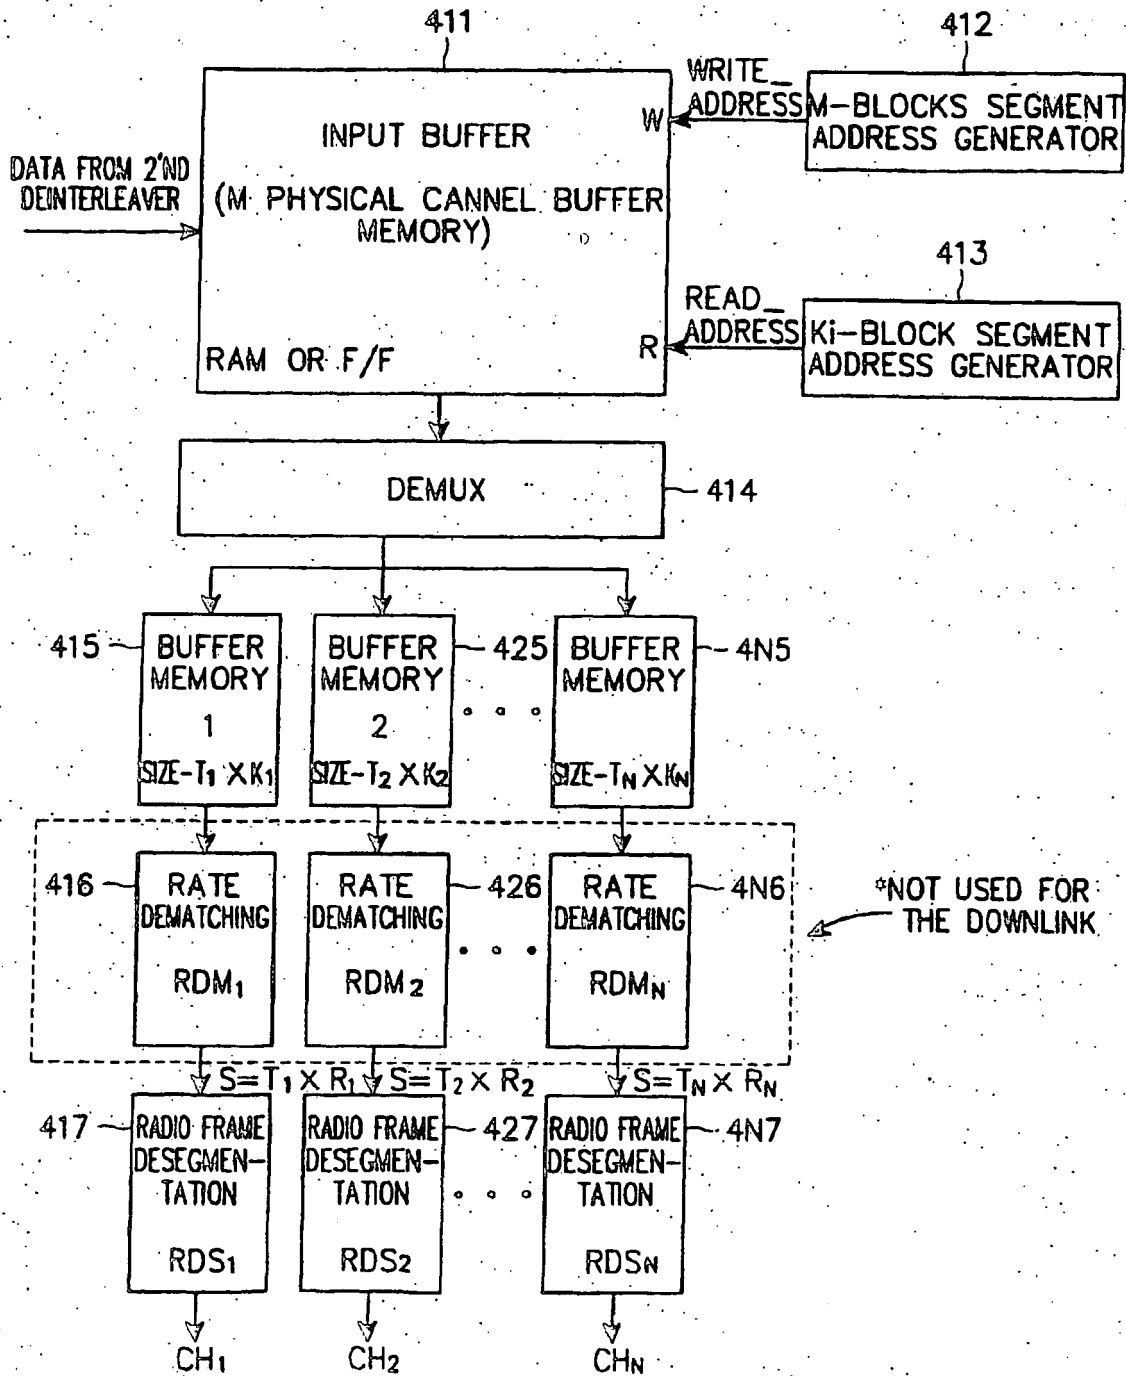 411
412
INPUT BUFFER
(M PHYSICAL CANNEL BUFFER
MEMORY)
RAM OR F/F
W
R
WRITE_
ADDRESS
M-BLOCKS SEGMENT
ADDRESS GENERATOR
DATA FROM 2'ND
DEINTERLEAVER
413
READ_
ADDRESS
Ki-BLOCK SEGMENT
ADDRESS GENERATOR
DEMUX
414
415
BUFFER
MEMORY
1
SIZE-T1 X K1
BUFFER
MEMORY
2
SIZE-T2 X K2
425
BUFFER
MEMORY
SIZE-TN X KN
4N5
416
RATE
DEMATCHING
RDM1
RATE
DEMATCHING
RDM2
426
RATE
DEMATCHING
RDMN
4N6
*NOT USED FOR
THE DOWNLINK
S=T1 X R1
S=T2 X R2
S=TN X RN
417
RADIO FRAME
DESEGMEN-
TATION
RDS1
RADIO FRAME
DESEGMEN-
TATION
RDS2
427
RADIO FRAME
DESEGMEN-
TATION
RDSN
4N7
CH1
CH2
CHN